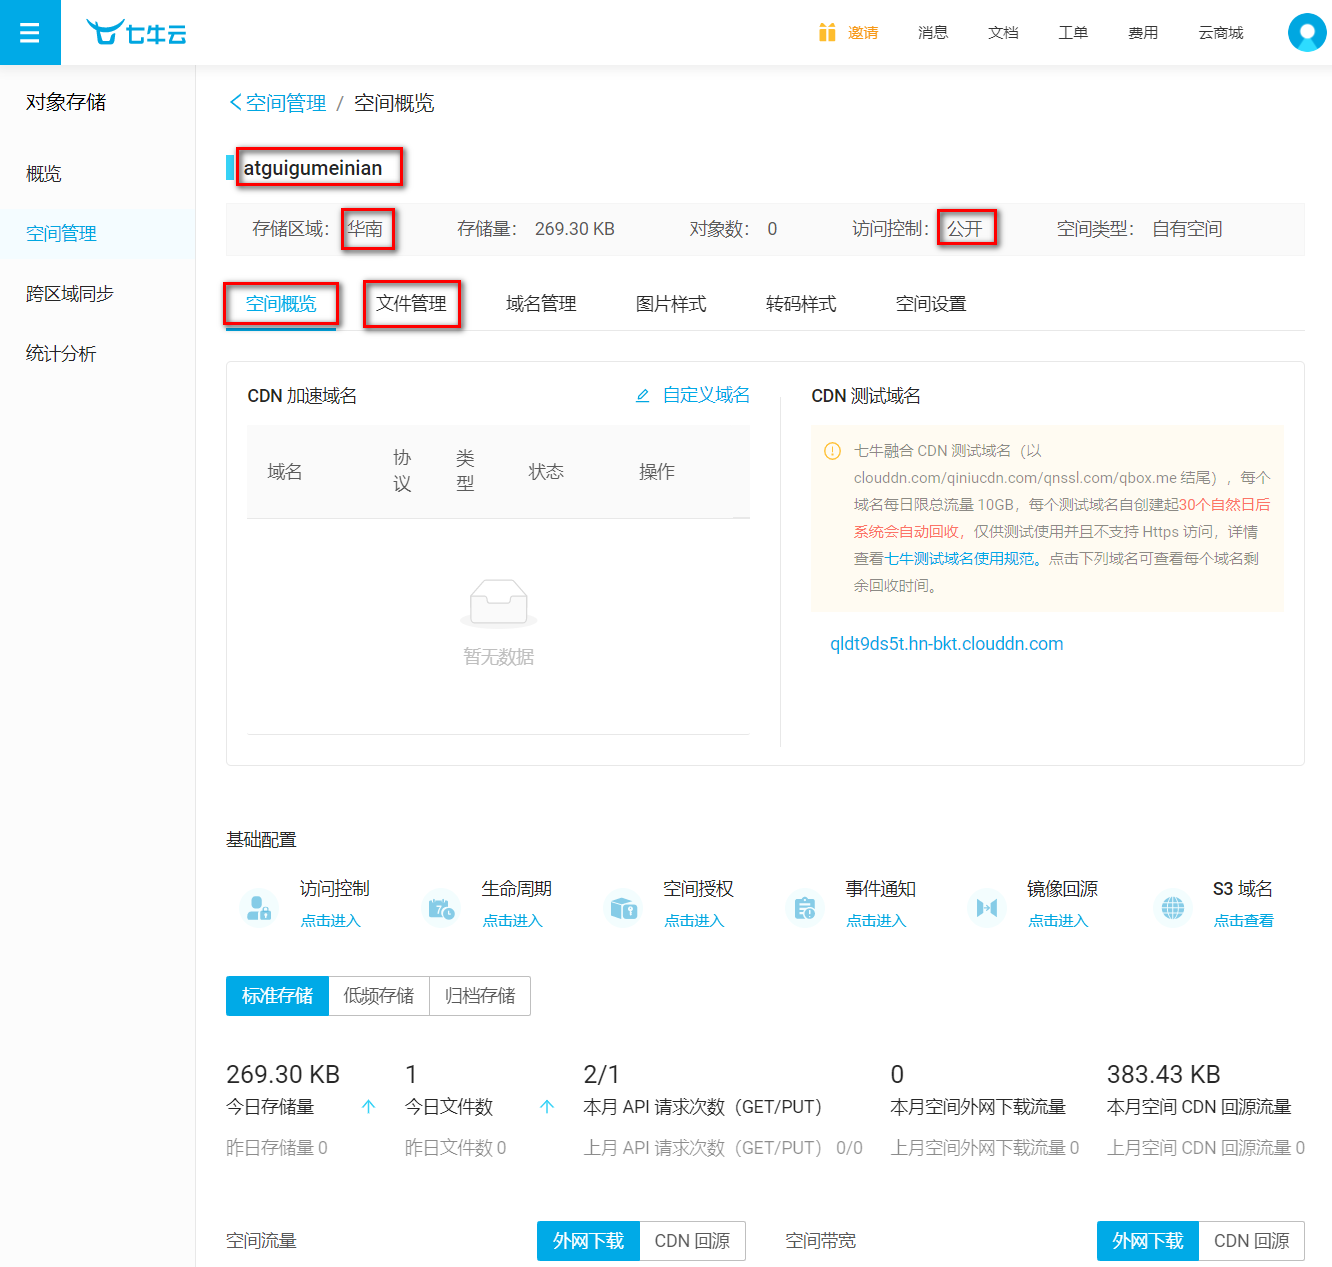 七牛云
邀请 消息 文档 工单 费用 云商城
对象存储
概览
空间管理
跨区域同步
统计分析
空间管理 / 空间概览
atguigumeinian
存储区域： 华南 存储量： 269.30 KB 对象数： 0 访问控制： 公开 空间类型： 自有空间
空间概览 文件管理 域名管理 图片样式 转码样式 空间设置
CDN 加速域名 自定义域名
域名 协议 类型 状态 操作
暂无数据
CDN 测试域名
七牛融合 CDN 测试域名（以
clouddn.com/qiniucdn.com/qnssl.com/qbox.me 结尾），每个
域名每日限总流量 10GB，每个测试域名自创建起30个自然日后
系统会自动回收，仅供测试使用并且不支持 Https 访问，详情
查看七牛测试域名使用规范。点击下列域名可查看每个域名剩
余回收时间。
qldt9ds5t.hn-bkt.clouddn.com
基础配置
访问控制 生命周期 空间授权 事件通知 镜像回源 S3 域名
点击进入 点击进入 点击进入 点击进入 点击进入 点击查看
标准存储 低频存储 归档存储
269.30 KB 1 2/1 0 383.43 KB
今日存储量 今日文件数 本月 API 请求次数（GET/PUT） 本月空间外网下载流量 本月空间 CDN 回源流量
昨日存储量 0 昨日文件数 0 上月 API 请求次数（GET/PUT） 0/0 上月空间外网下载流量 0 上月空间 CDN 回源流量 0
空间流量 外网下载 CDN 回源 空间带宽 外网下载 CDN 回源